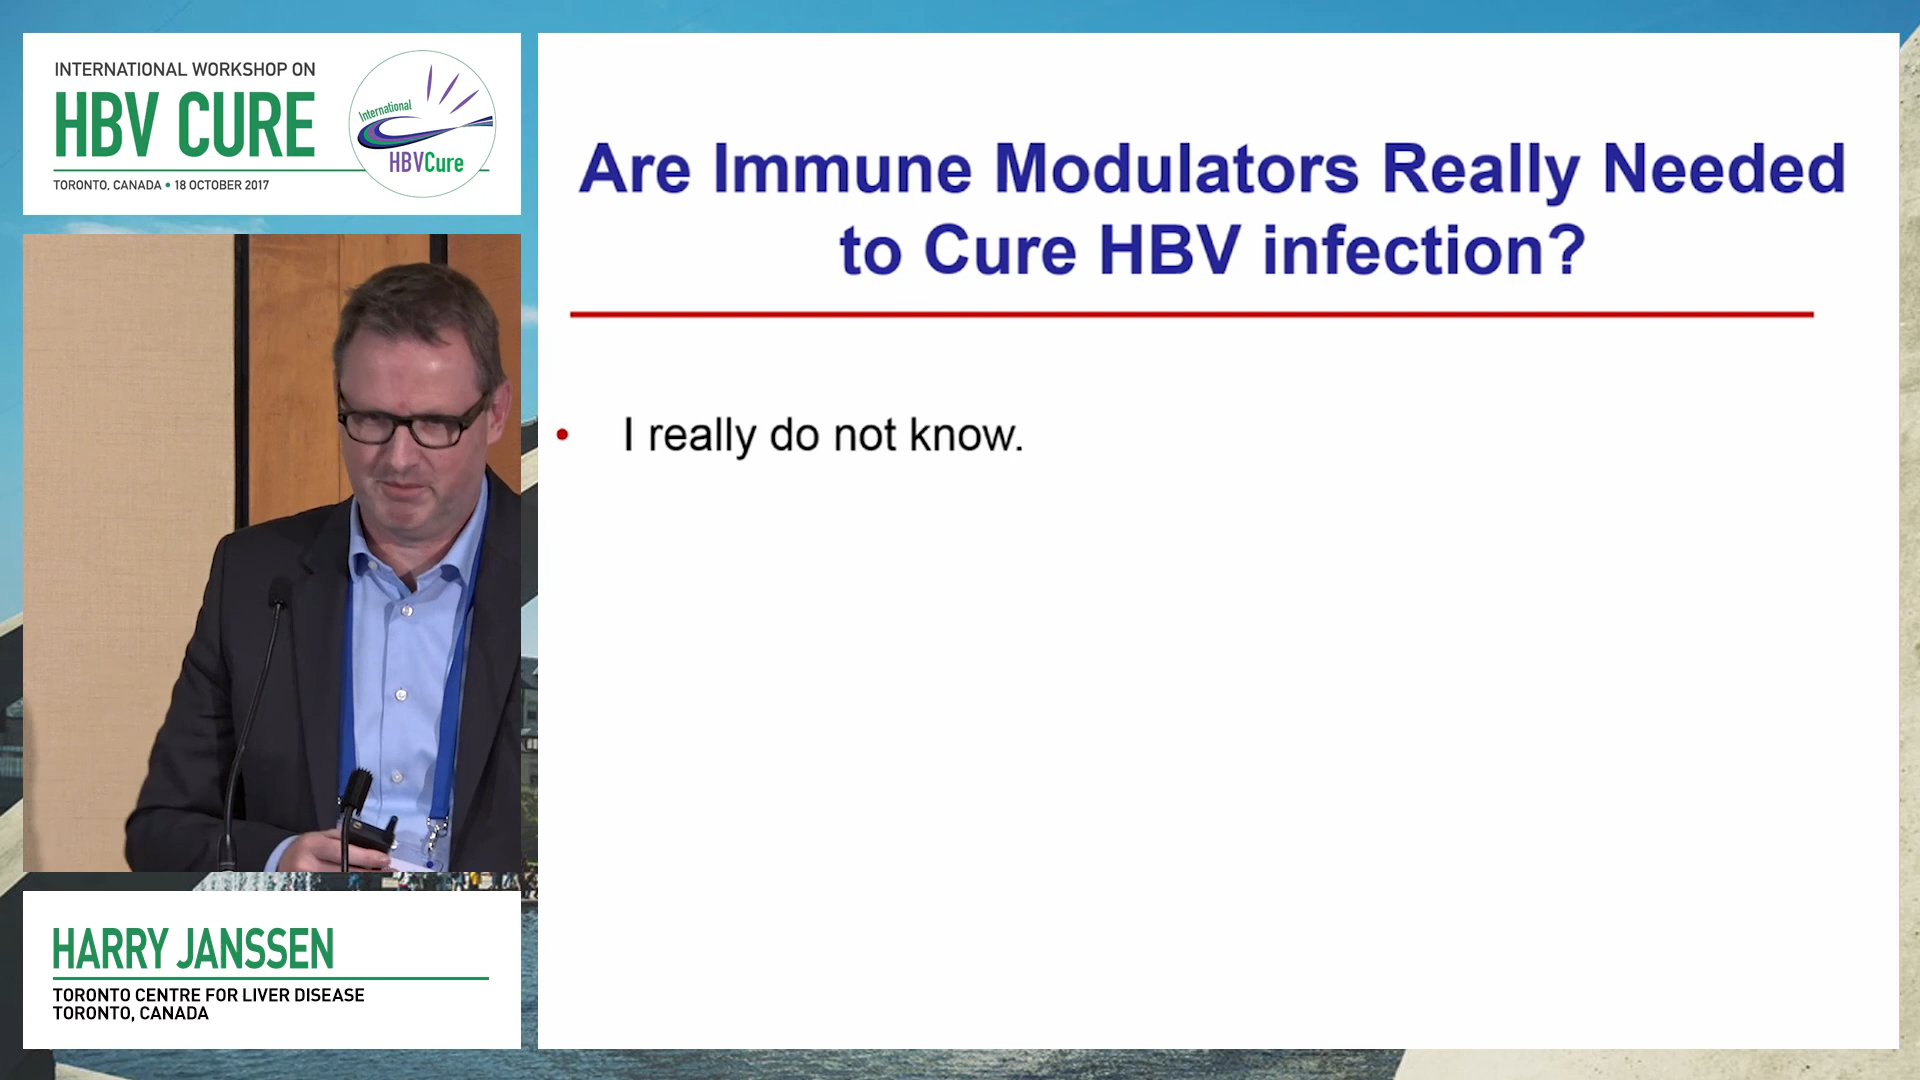 INTERNATIONAL WORKSHOP ON
HBV CURE
TORONTO, CANADA • 18 OCTOBER 2017
International
HBVCure
Are Immune Modulators Really Needed
to Cure HBV infection?
• I really do not know.
HARRY JANSSEN
TORONTO CENTRE FOR LIVER DISEASE
TORONTO, CANADA